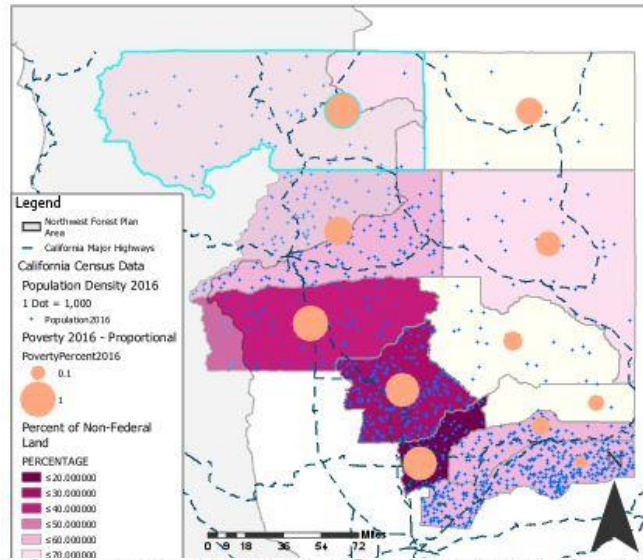 Legend
Northwest Forest Plan
Area
California Major Highways
California Census Data
Population Density 2016
1 Dot = 1,000
Population2016
Poverty 2016 - Proportional
PovertyPercent2016
0.1
1
Percent of Non-Federal
Land
PERCENTAGE
≤20.000000
≤30.000000
≤40.000000
≤50.000000
≤60.000000
≤70.000000
Miles
0 9 18 36 54 72